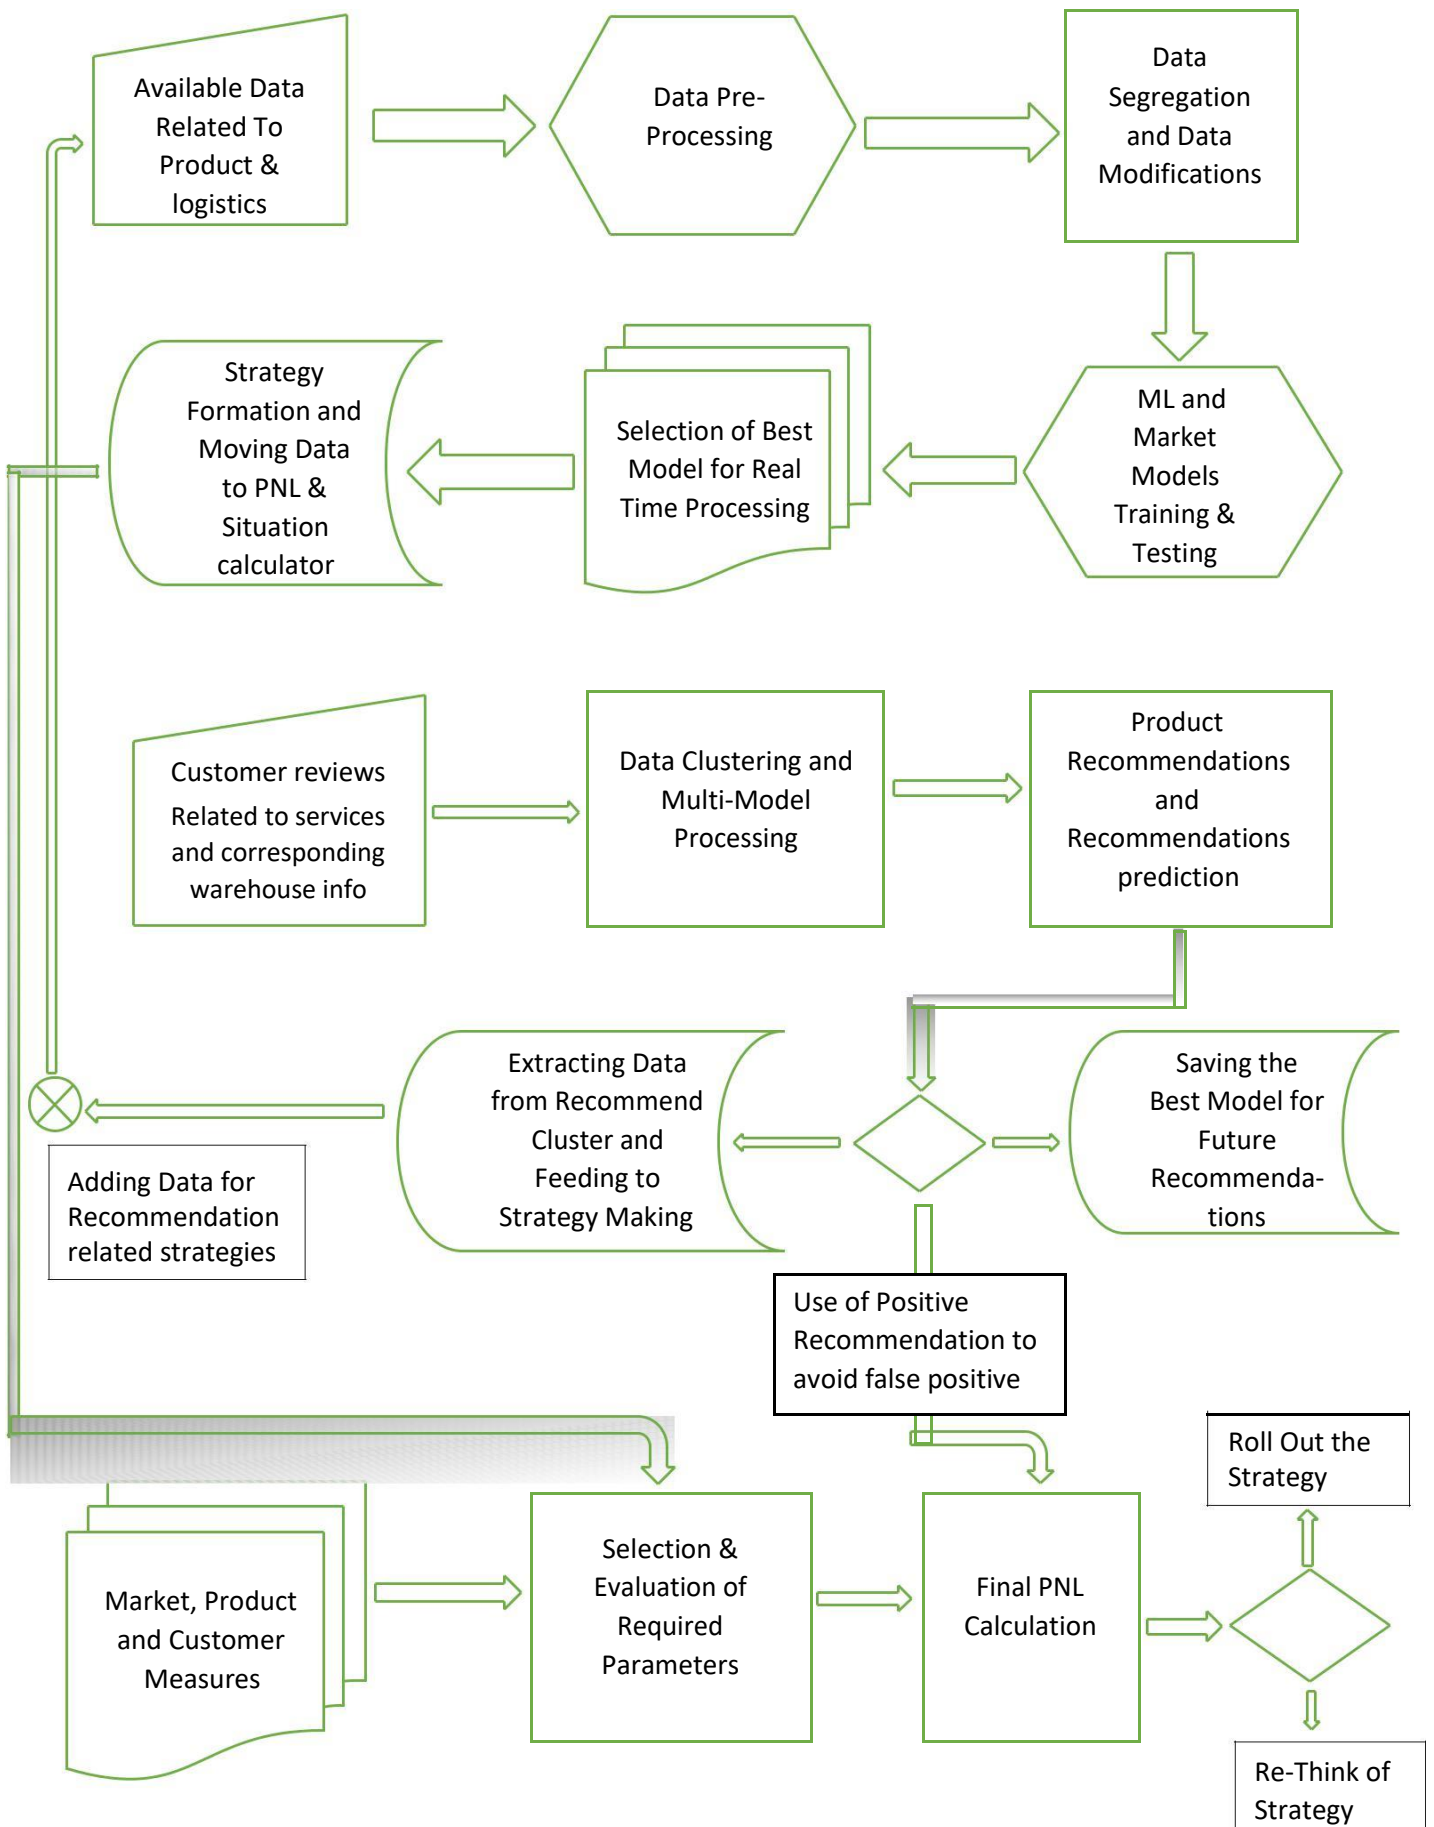 Available Data
Related To
Product &
logistics
Data Pre-
Processing
Data
Segregation
and Data
Modifications
Strategy
Formation and
Moving Data
to PNL &
Situation
calculator
Selection of Best
Model for Real
Time Processing
ML and
Market
Models
Training &
Testing
Customer reviews
Related to services
and corresponding
warehouse info
Data Clustering and
Multi-Model
Processing
Product
Recommendations
and
Recommendations
prediction
Extracting Data
from Recommend
Cluster and
Feeding to
Strategy Making
Saving the
Best Model for
Future
Recommenda-
tions
Adding Data for
Recommendation
related strategies
Use of Positive
Recommendation to
avoid false positive
Roll Out the
Strategy
Market, Product
and Customer
Measures
Selection &
Evaluation of
Required
Parameters
Final PNL
Calculation
Re-Think of
Strategy